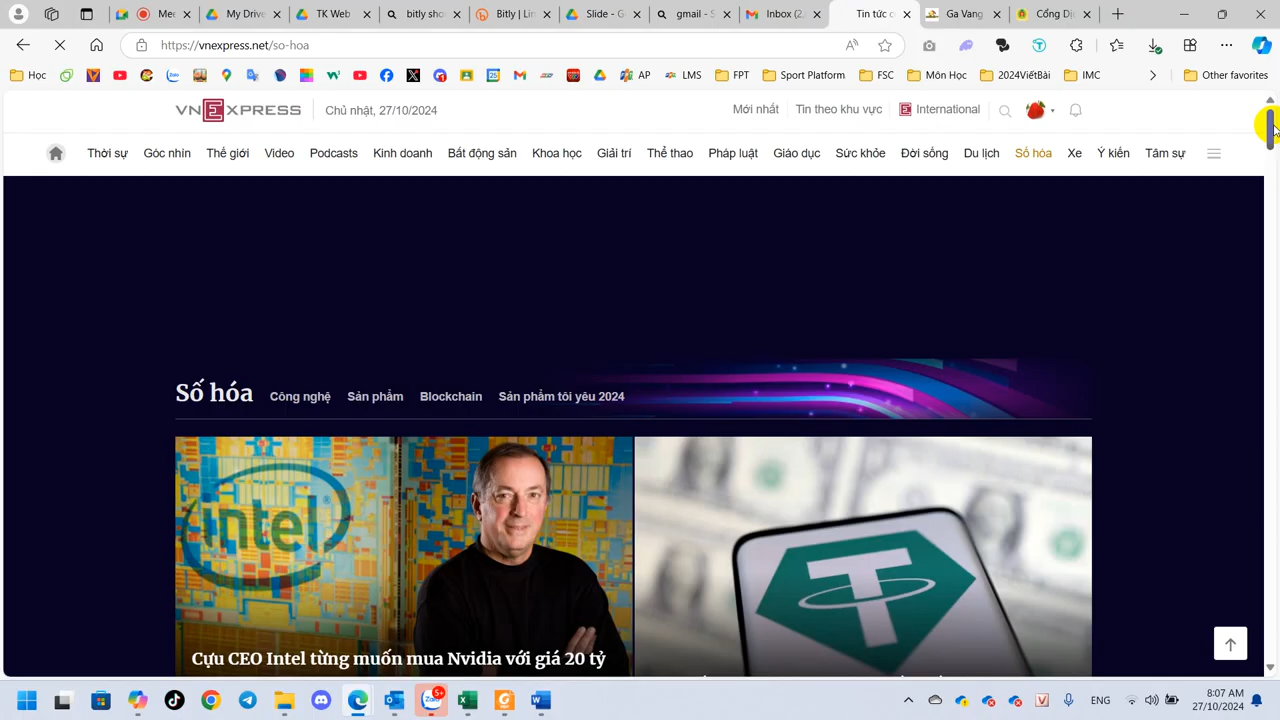 Mee
My Drive
TK Web
bitly sho
Bitly | Lin
Slide - G
gmail - S
Inbox (2,
Tin tức c
Ga Vang
Cổng Dị
https://vnexpress.net/so-hoa
Học
AP
LMS
FPT
Sport Platform
FSC
Môn Học
2024ViếtBài
IMC
Other favorites
VNEXPRESS
Chủ nhật, 27/10/2024
Mới nhất
Tin theo khu vực
E International
Thời sự
Góc nhìn
Thế giới
Video
Podcasts
Kinh doanh
Bất động sản
Khoa học
Giải trí
Thể thao
Pháp luật
Giáo dục
Sức khỏe
Đời sống
Du lịch
Số hóa
Xe
Ý kiến
Tâm sự
Số hóa
Công nghệ
Sản phẩm
Blockchain
Sản phẩm tôi yêu 2024
intel
T
Cựu CEO Intel từng muốn mua Nvidia với giá 20 tỷ
Zalo
5+
ENG
8:07 AM
27/10/2024